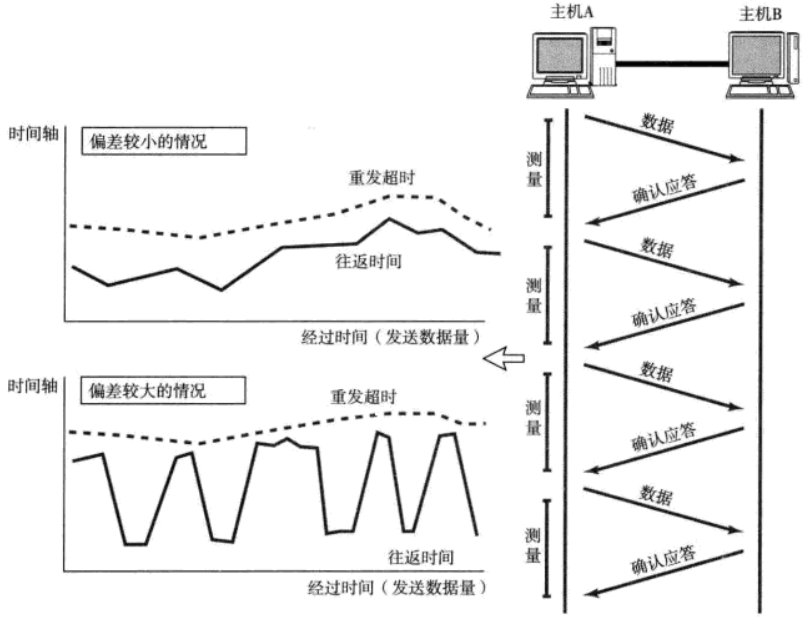 主机A
主机B
时间轴
偏差较小的情况
重发超时
往返时间
经过时间（发送数据量）
时间轴
偏差较大的情况
重发超时
往返时间
经过时间（发送数据量）
测量
数据
确认应答
测量
数据
确认应答
测量
数据
确认应答
测量
数据
确认应答